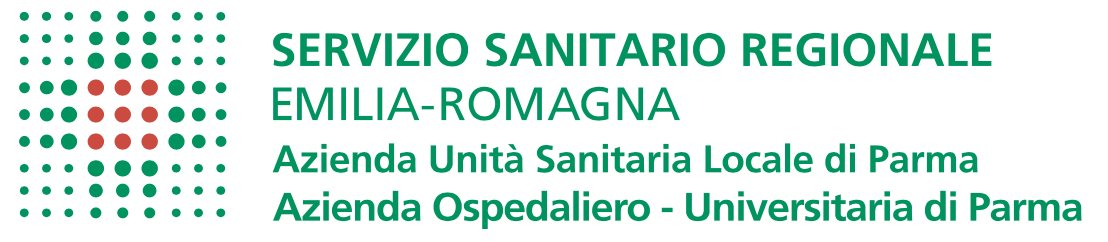 SERVIZIO SANITARIO REGIONALE
EMILIA-ROMAGNA
Azienda Unità Sanitaria Locale di Parma
Azienda Ospedaliero - Universitaria di Parma